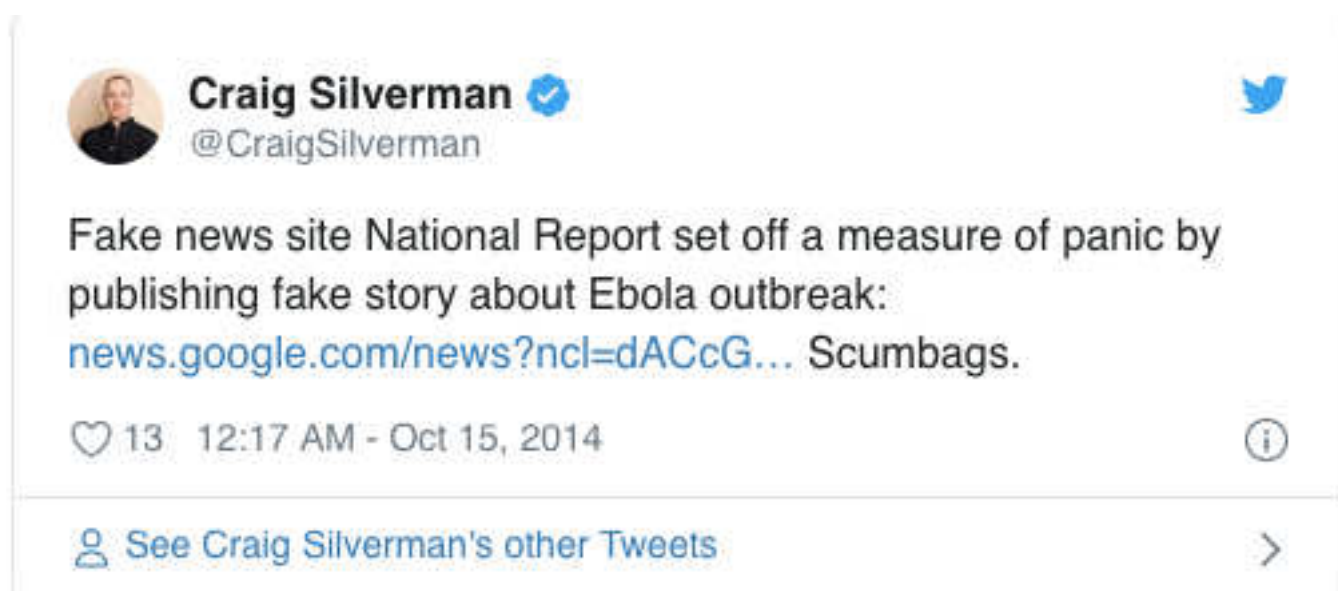 Craig Silverman
@CraigSilverman
Fake news site National Report set off a measure of panic by
publishing fake story about Ebola outbreak:
news.google.com/news?ncl=dACcG... Scumbags.
13 12:17 AM - Oct 15, 2014
See Craig Silverman's other Tweets